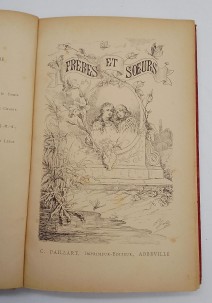 FRÈRES ET SŒURS
C. PAILLART, IMPRIMEUR-ÉDITEUR, ABBEVILLE